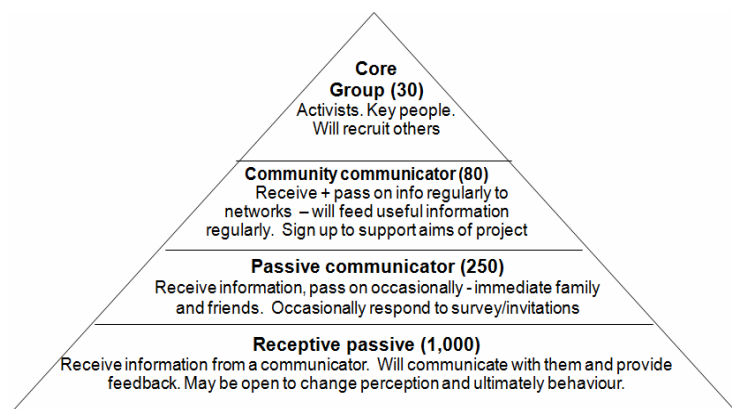 Core
Group (30)
Activists. Key people.
Will recruit others
Community communicator (80)
Receive + pass on info regularly to
networks – will feed useful information
regularly. Sign up to support aims of project
Passive communicator (250)
Receive information, pass on occasionally - immediate family
and friends. Occasionally respond to survey/invitations
Receptive passive (1,000)
Receive information from a communicator. Will communicate with them and provide
feedback. May be open to change perception and ultimately behaviour.